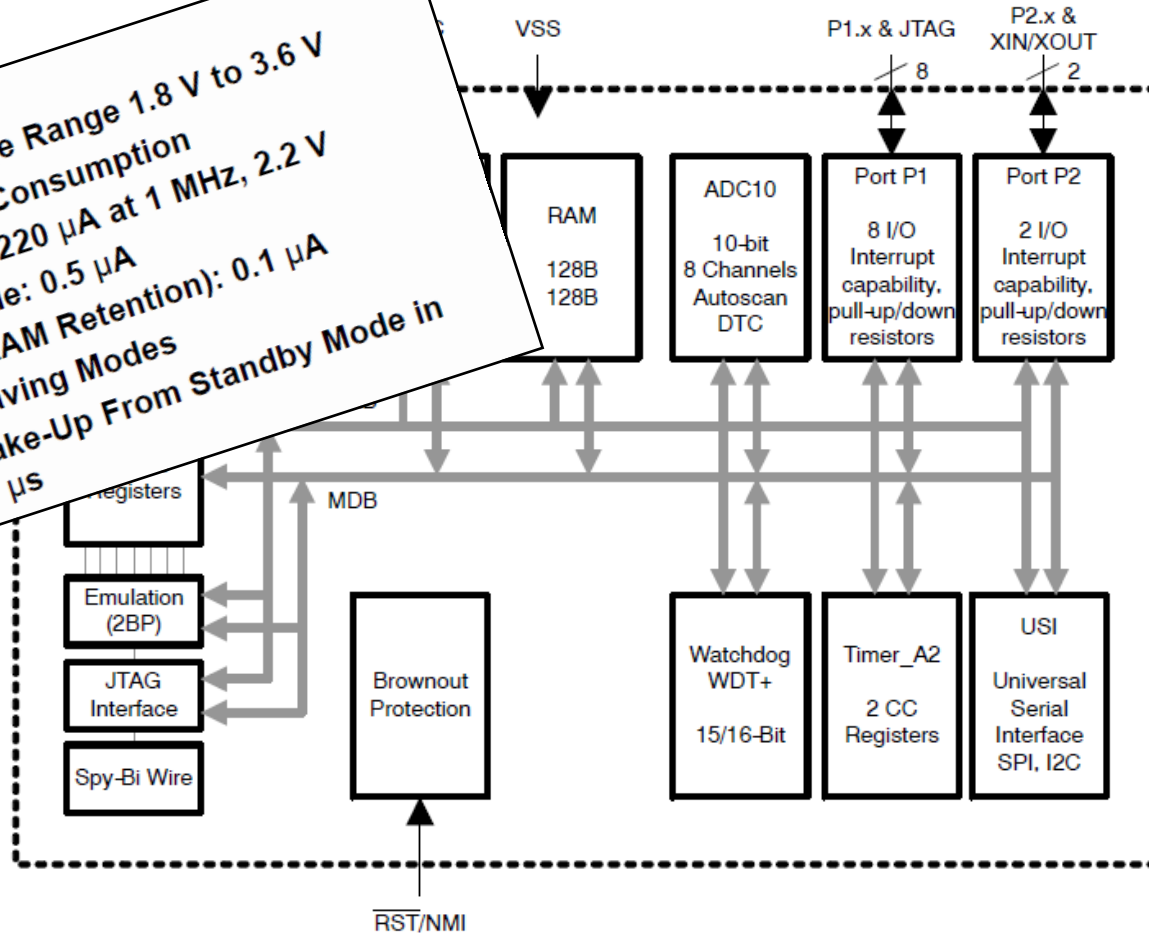 VSS
P1.x & JTAG
8
P2.x &
XIN/XOUT
2
e Range 1.8 V to 3.6 V
Consumption
220 µA at 1 MHz, 2.2 V
e: 0.5 µA
AM Retention): 0.1 µA
ving Modes
ake-Up From Standby Mode in
µs
RAM
128B
128B
ADC10
10-bit
8 Channels
Autoscan
DTC
Port P1
8 I/O
Interrupt
capability,
pull-up/down
resistors
Port P2
2 I/O
Interrupt
capability,
pull-up/down
resistors
egisters
MDB
Emulation
(2BP)
JTAG
Interface
Spy-Bi Wire
Brownout
Protection
Watchdog
WDT+
15/16-Bit
Timer_A2
2 CC
Registers
USI
Universal
Serial
Interface
SPI, I2C
RST/NMI